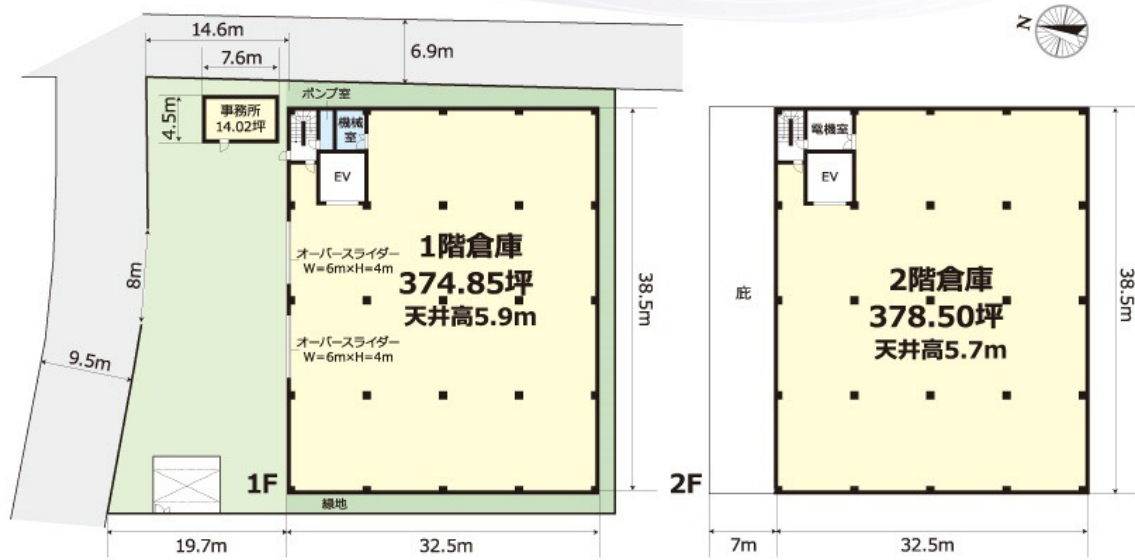 14.6m
6.9m
N
7.6m
ポンプ室
4.5m
事務所
14.02坪
機械
室
EV
電機室
EV
オーバースライダー
W=6m×H=4m
1階倉庫
374.85坪
天井高5.9m
8m
38.5m
庇
2階倉庫
378.50坪
天井高5.7m
38.5m
オーバースライダー
W=6m×H=4m
9.5m
1F
2F
緑地
19.7m
32.5m
7m
32.5m